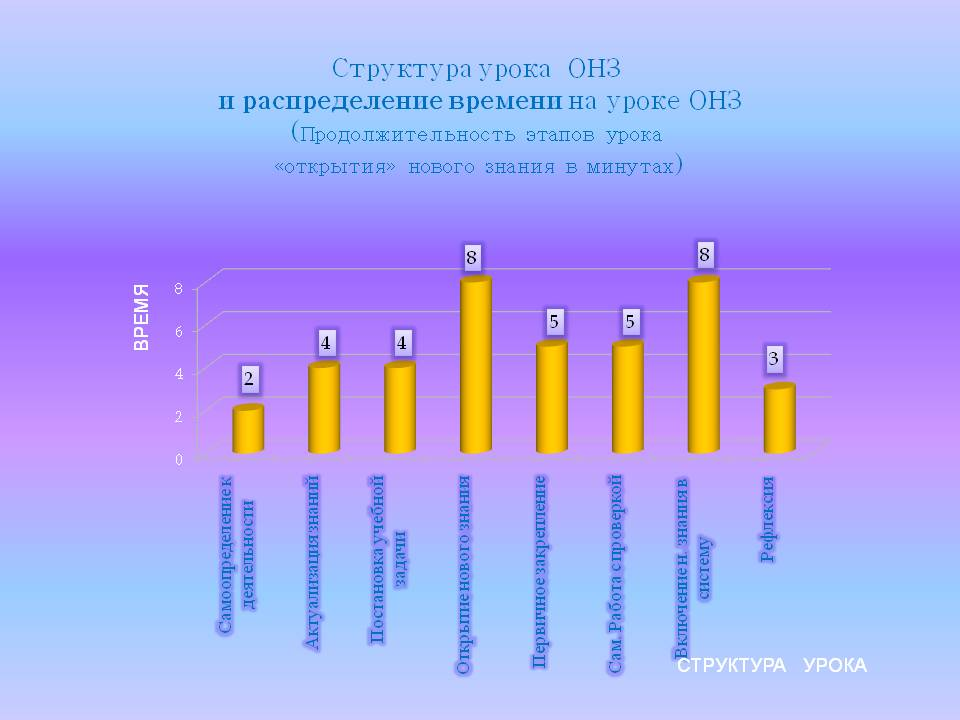 Структура урока ОНЗ
и распределение времени на уроке ОНЗ
(Продолжительность этапов урока
«открытия» нового знания в минутах)
ВРЕМЯ
8
6
4
2
0
2
4
4
8
5
5
8
3
Самоопределение к
деятельности
Актуализация знаний
Постановка учебной
задачи
Открытие нового знания
Первичное закрепление
Сам. Работа с проверкой
Включение н. знания в
систему
Рефлексия
СТРУКТУРА УРОКА